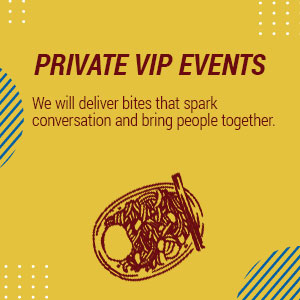 PRIVATE VIP EVENTS
We will deliver bites that spark
conversation and bring people together.